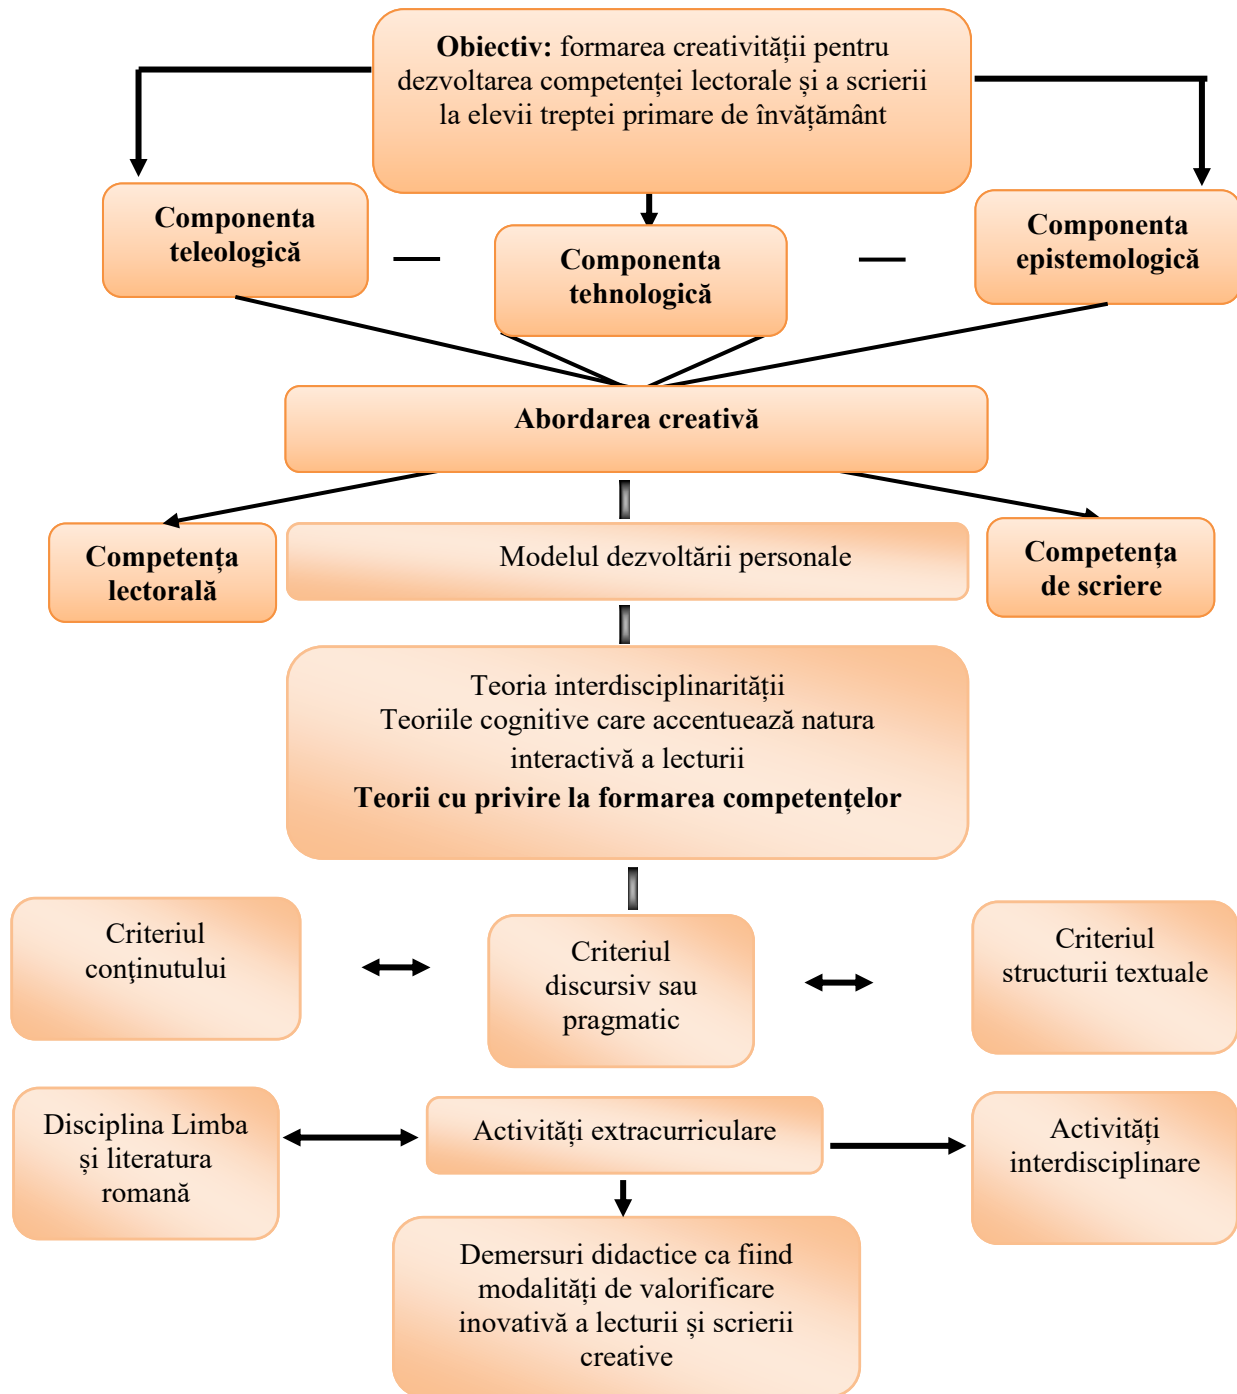 Obiectiv: formarea creativității pentru
dezvoltarea competenței lectorale și a scrierii
la elevii treptei primare de învățământ
Componenta
teleologică
Componenta
tehnologică
Componenta
epistemologică
Abordarea creativă
Competența
lectorală
Modelul dezvoltării personale
Competența
de scriere
Teoria interdisciplinarității
Teoriile cognitive care accentuează natura
interactivă a lecturii
Teorii cu privire la formarea competențelor
Criteriul
conţinutului
Criteriul
discursiv sau
pragmatic
Criteriul
structurii textuale
Disciplina Limba
și literatura
romană
Activități extracurriculare
Activități
interdisciplinare
Demersuri didactice ca fiind
modalități de valorificare
inovativă a lecturii și scrierii
creative